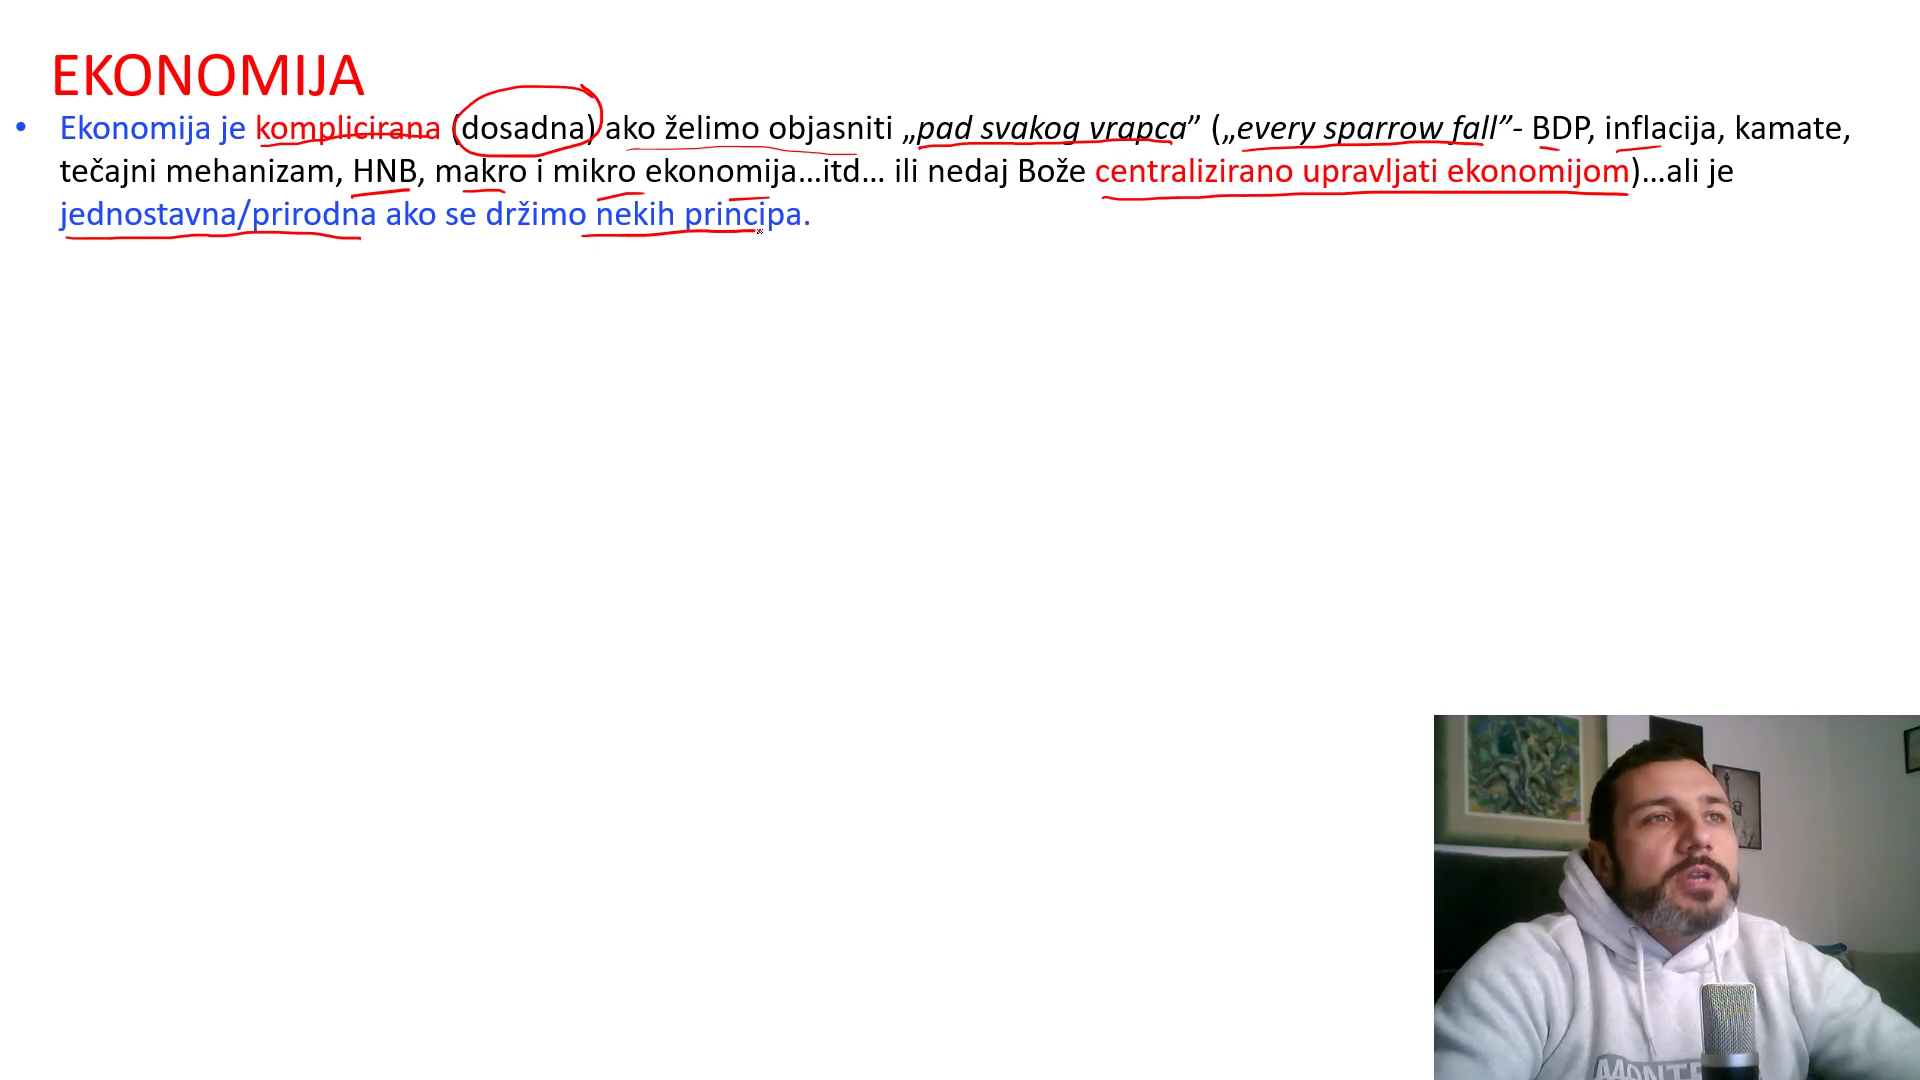 EKONOMIJA
• Ekonomija je komplicirana (dosadna) ako želimo objasniti „pad svakog vrapca” („every sparrow fall”- BDP, inflacija, kamate,
tečajni mehanizam, HNB, makro i mikro ekonomija...itd... ili nedaj Bože centralizirano upravljati ekonomijom)...ali je
jednostavna/prirodna ako se držimo nekih principa.